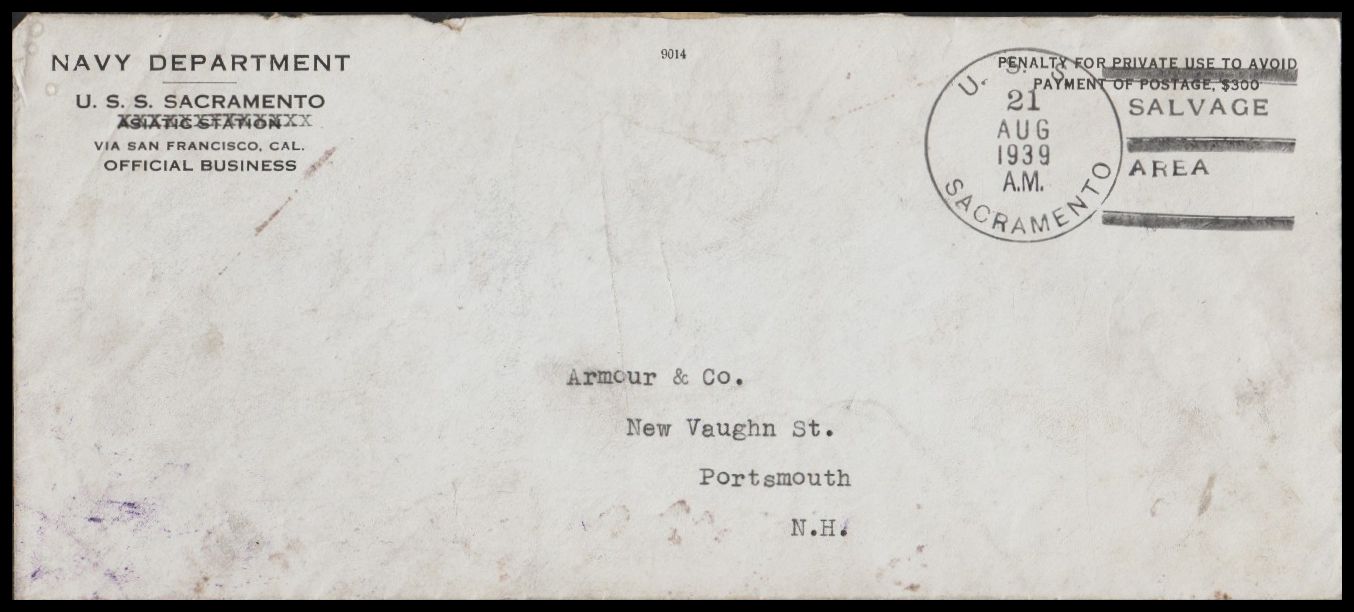 NAVY DEPARTMENT
U. S. S. SACRAMENTO
ASIATIC STATION
VIA SAN FRANCISCO, CAL.
OFFICIAL BUSINESS
9014
PENALTY FOR PRIVATE USE TO AVOID
PAYMENT OF POSTAGE, $300
U. S. S.
21
AUG
1939
A.M.
SACRAMENTO
SALVAGE
AREA
Armour & Co.
New Vaughn St.
Portsmouth
N.H.